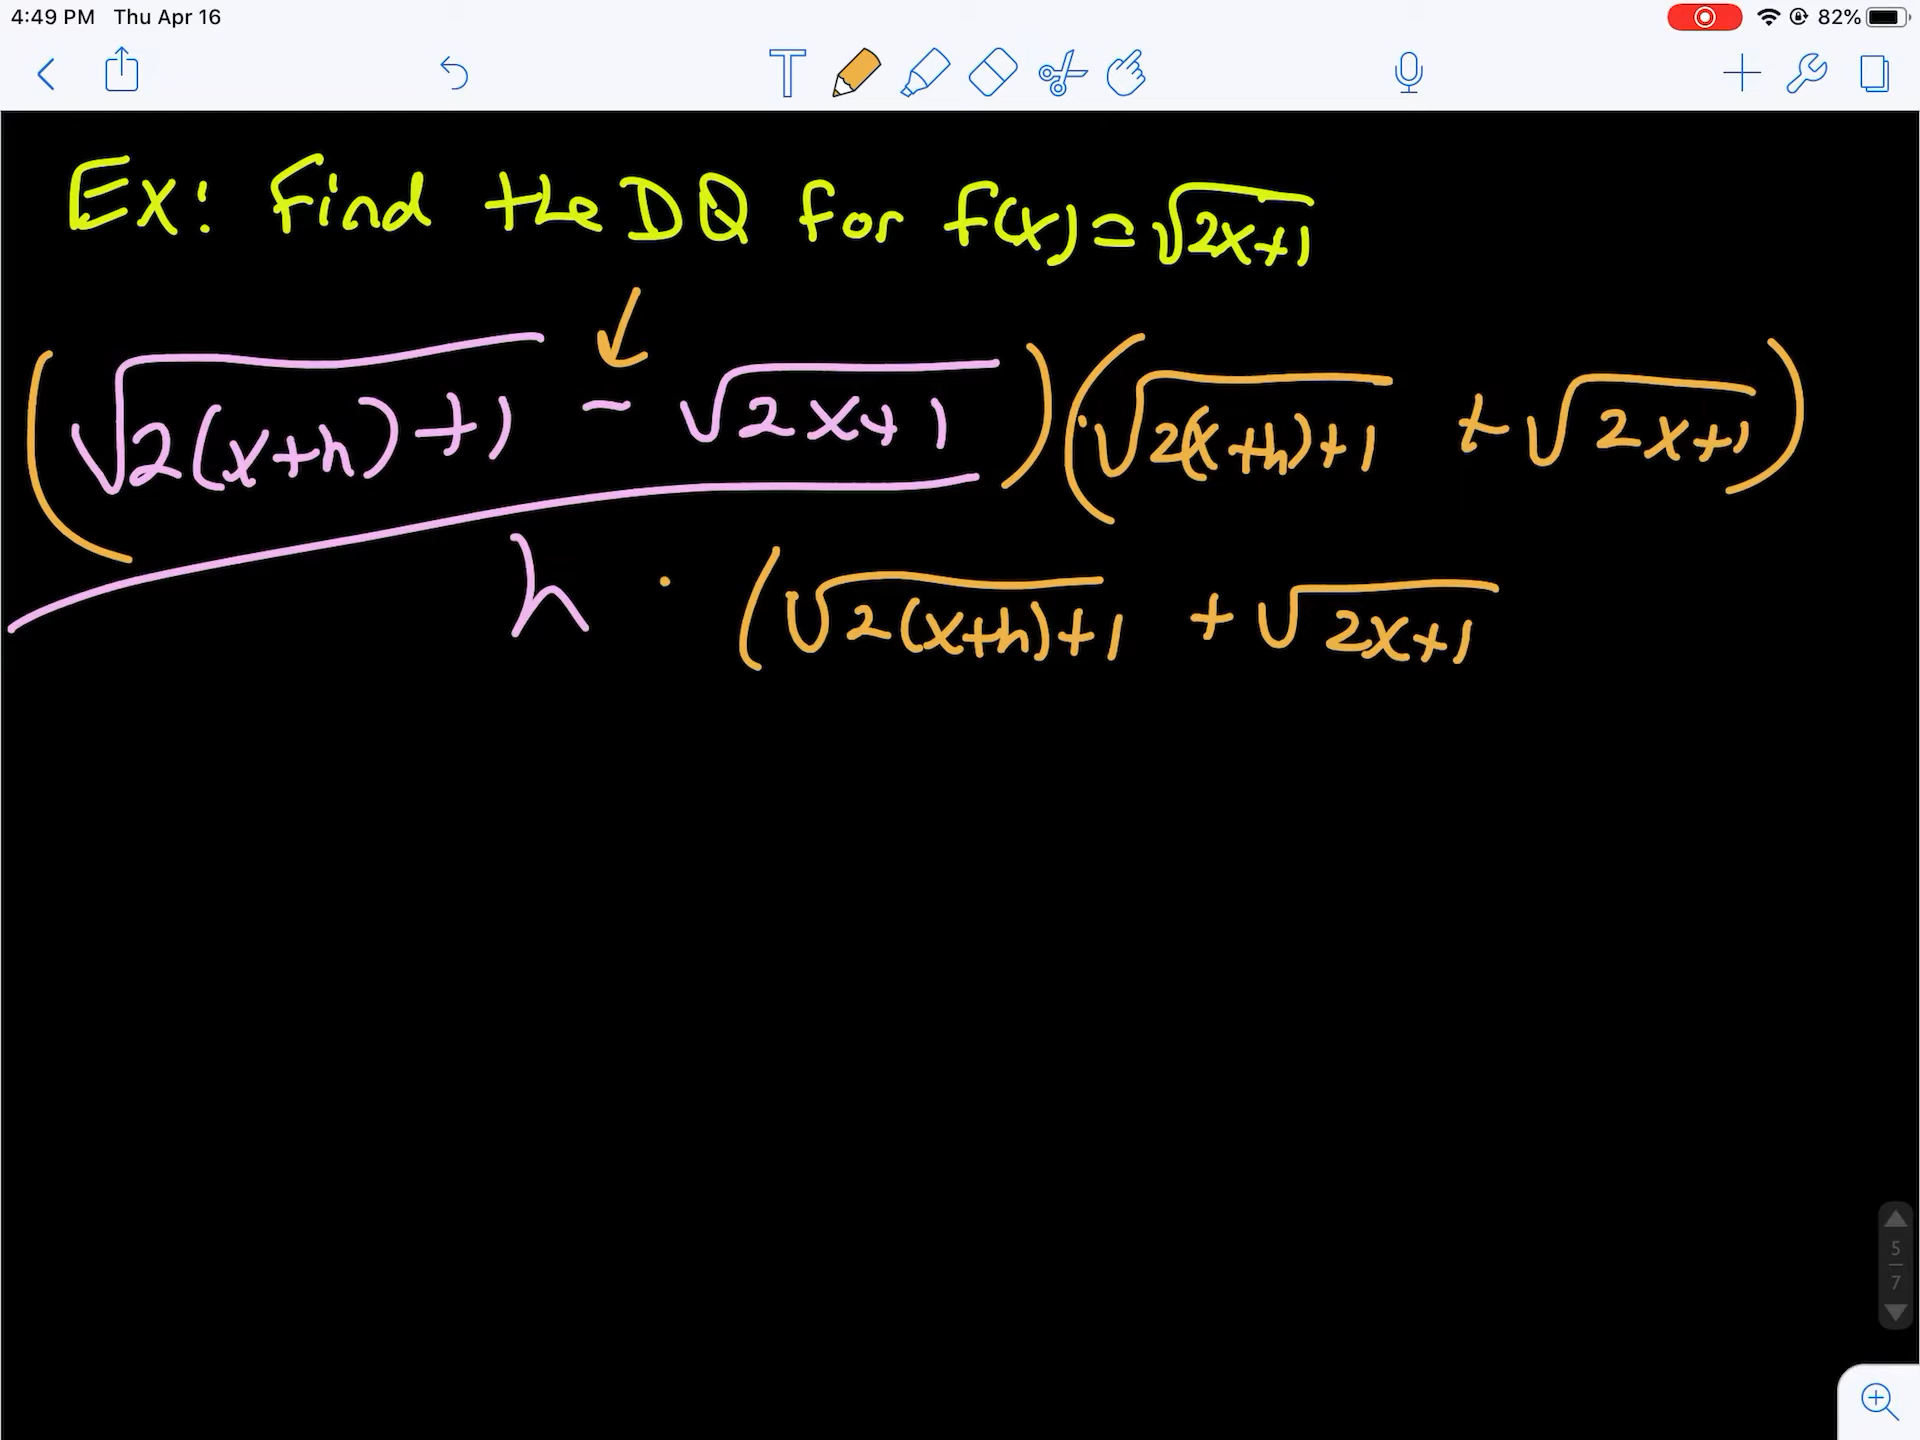 4:49 PM Thu Apr 16 82%
T
Ex: Find the DQ for f(x)=√2x+1
(√2(x+h)+1 - √2x+1)(√2(x+h)+1 + √2x+1)
h · (√2(x+h)+1 + √2x+1
5
7